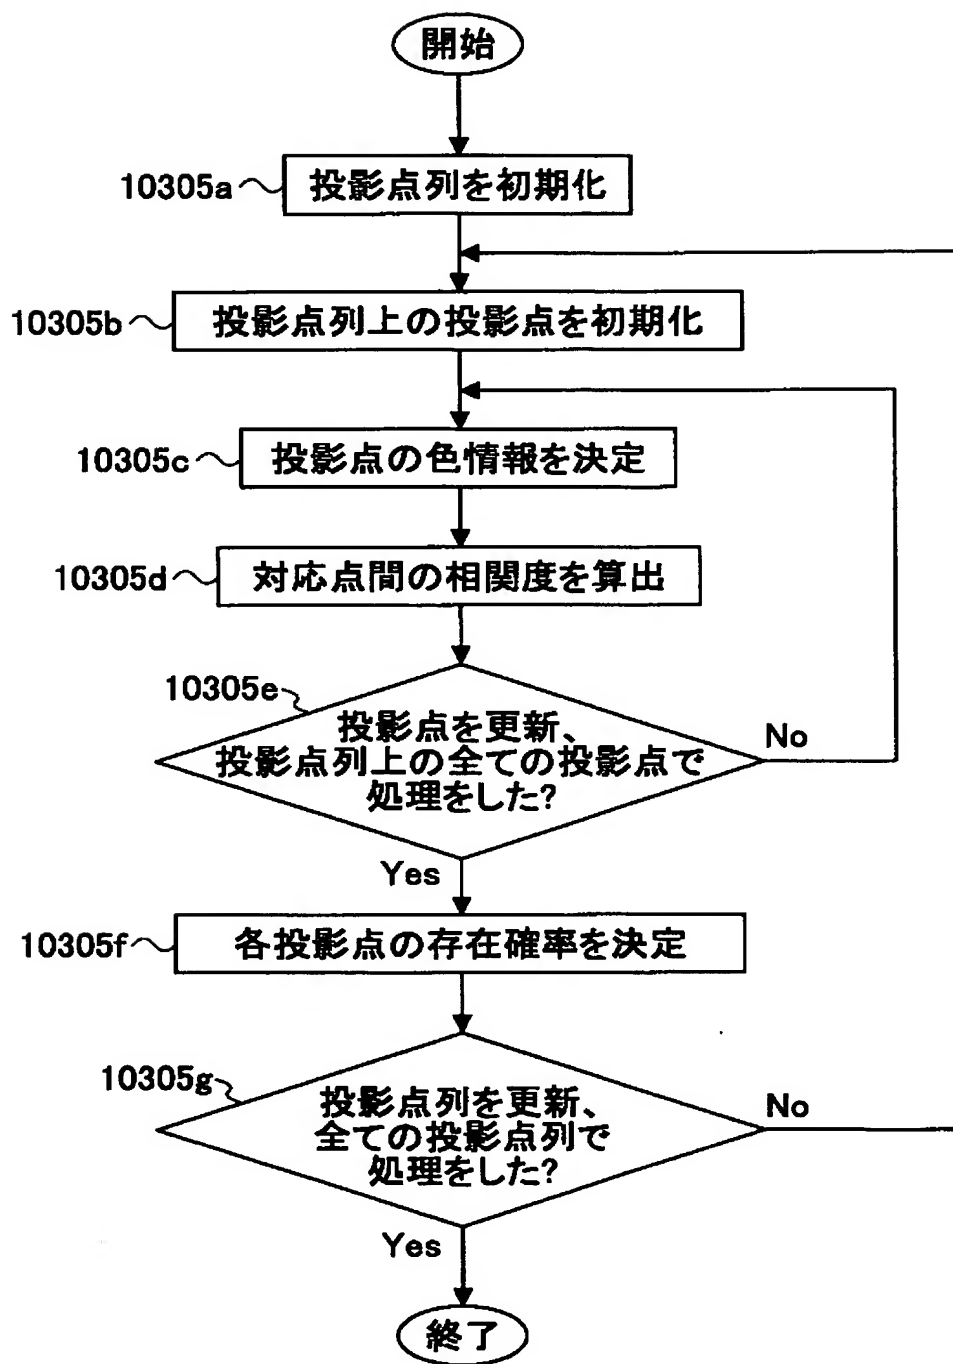 開始
10305a
投影点列を初期化
10305b
投影点列上の投影点を初期化
10305c
投影点の色情報を決定
10305d
対応点間の相関度を算出
10305e
投影点を更新、
投影点列上の全ての投影点で
処理をした?
No
Yes
10305f
各投影点の存在確率を決定
10305g
投影点列を更新、
全ての投影点列で
処理をした?
No
Yes
終了